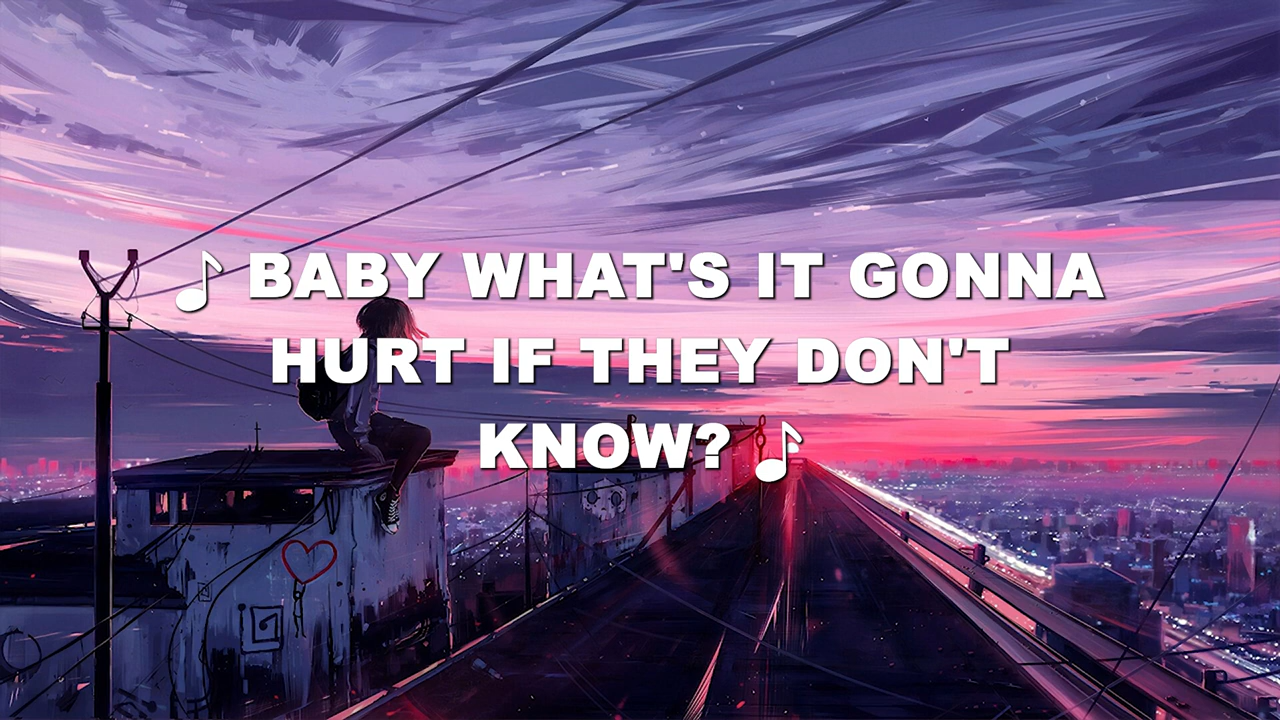 ♪ BABY WHAT'S IT GONNA
HURT IF THEY DON'T
KNOW? ♪